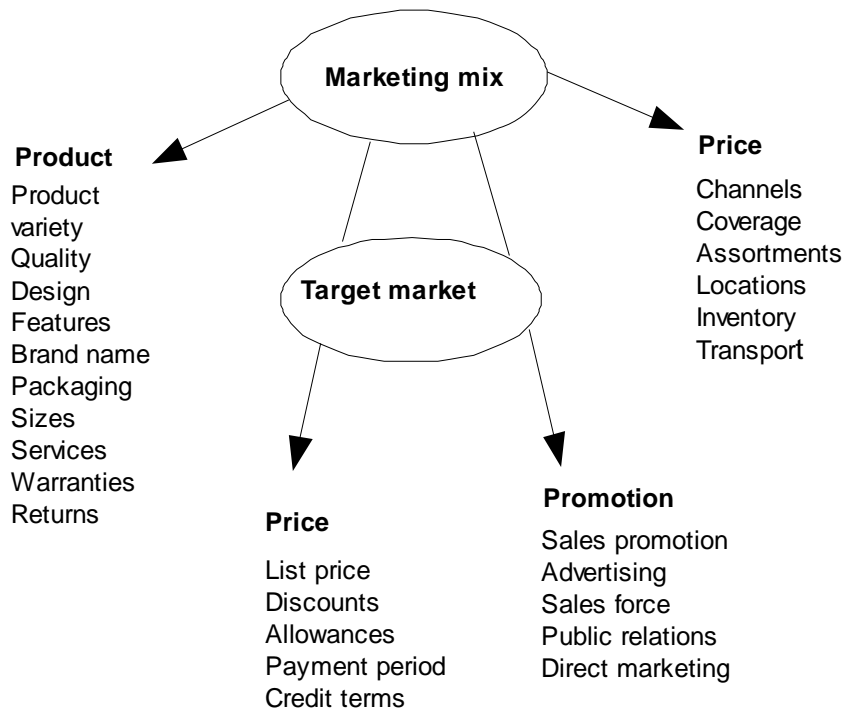 Marketing mix
Product
Product
variety
Quality
Design
Features
Brand name
Packaging
Sizes
Services
Warranties
Returns
Price
Channels
Coverage
Assortments
Locations
Inventory
Transport
Target market
Price
List price
Discounts
Allowances
Payment period
Credit terms
Promotion
Sales promotion
Advertising
Sales force
Public relations
Direct marketing